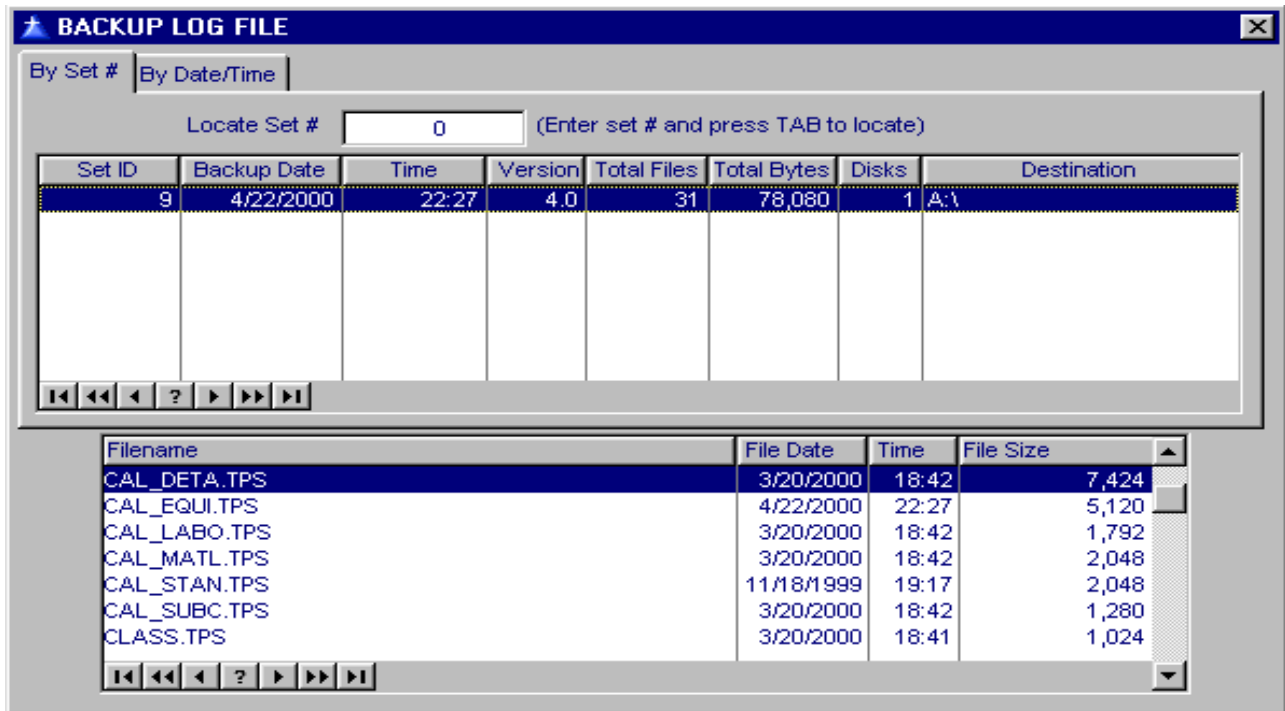 BACKUP LOG FILE
By Set # By Date/Time
Locate Set # 0 (Enter set # and press TAB to locate)
Set ID Backup Date Time Version Total Files Total Bytes Disks Destination
9 4/22/2000 22:27 4.0 31 78,080 1 A:\
?
Filename File Date Time File Size
CAL_DETA.TPS 3/20/2000 18:42 7,424
CAL_EQUI.TPS 4/22/2000 22:27 5,120
CAL_LABO.TPS 3/20/2000 18:42 1,792
CAL_MATL.TPS 3/20/2000 18:42 2,048
CAL_STAN.TPS 11/18/1999 19:17 2,048
CAL_SUBC.TPS 3/20/2000 18:42 1,280
CLASS.TPS 3/20/2000 18:41 1,024
?